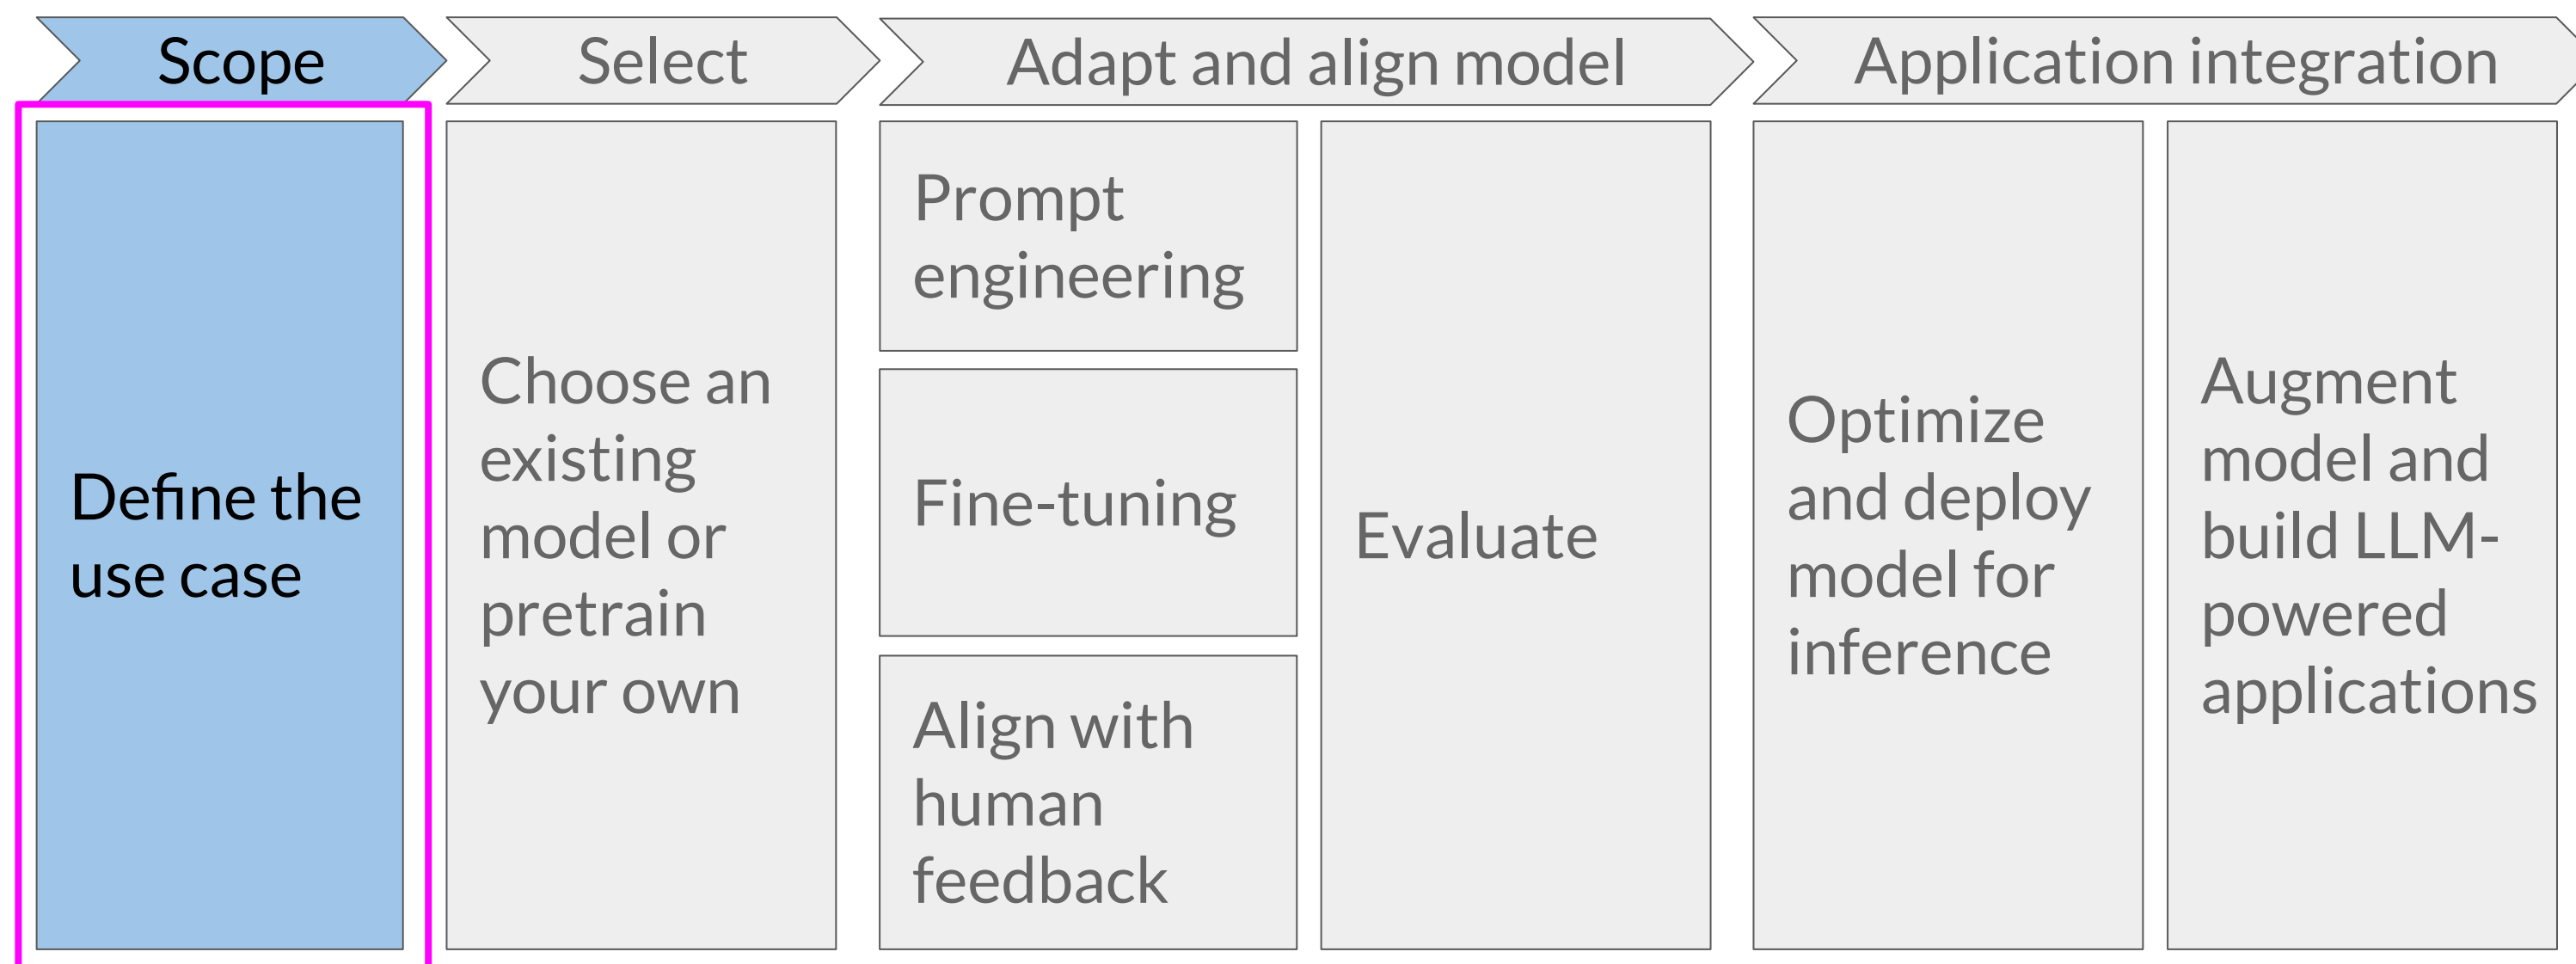 Scope
Select
Adapt and align model
Application integration
Define the
use case
Choose an
existing
model or
pretrain
your own
Prompt
engineering
Fine-tuning
Align with
human
feedback
Evaluate
Optimize
and deploy
model for
inference
Augment
model and
build LLM-
powered
applications